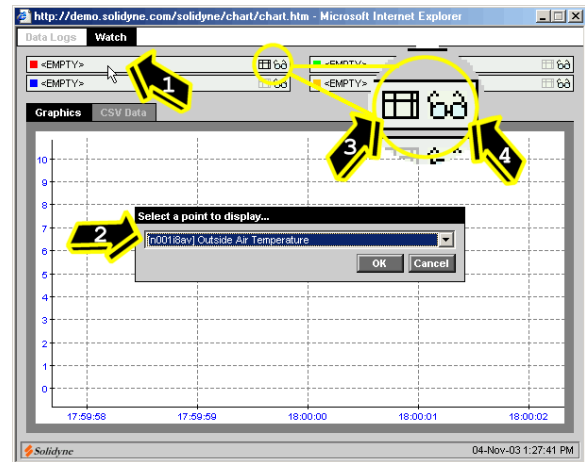 http://demo.solidyne.com/solidyne/chart/chart.htm - Microsoft Internet Explorer
Data Logs Watch
<EMPTY> <EMPTY>
<EMPTY> <EMPTY>
1
3
4
Graphics CSV Data
10
9
8
7
6
5
4
3
2
1
0
Select a point to display...
2
[n001i8av] Outside Air Temperature
OK Cancel
17:59:58 17:59:59 18:00:00 18:00:01 18:00:02
Solidyne 04-Nov-03 1:27:41 PM